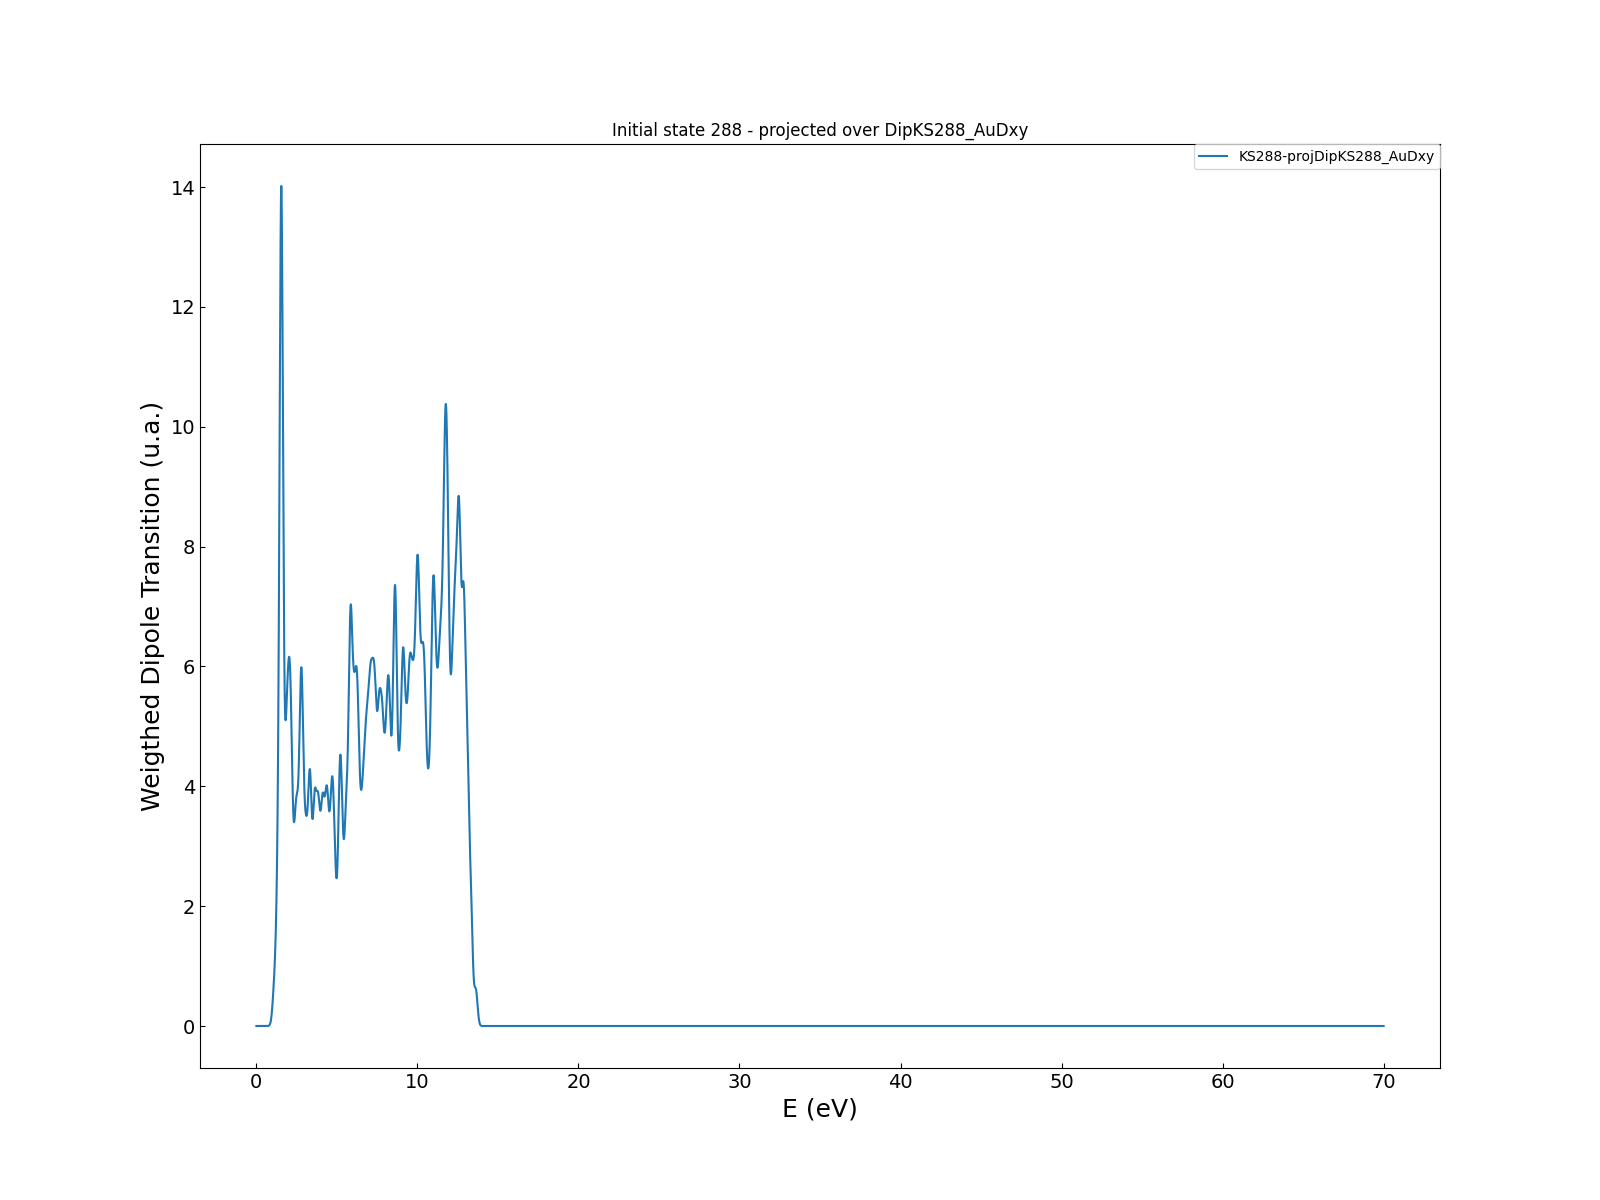 Initial state 288 - projected over DipKS288_AuDxy
KS288-projDipKS288_AuDxy
14
12
10
8
6
4
2
0
Weigthed Dipole Transition (u.a.)
0 10 20 30 40 50 60 70
E (eV)